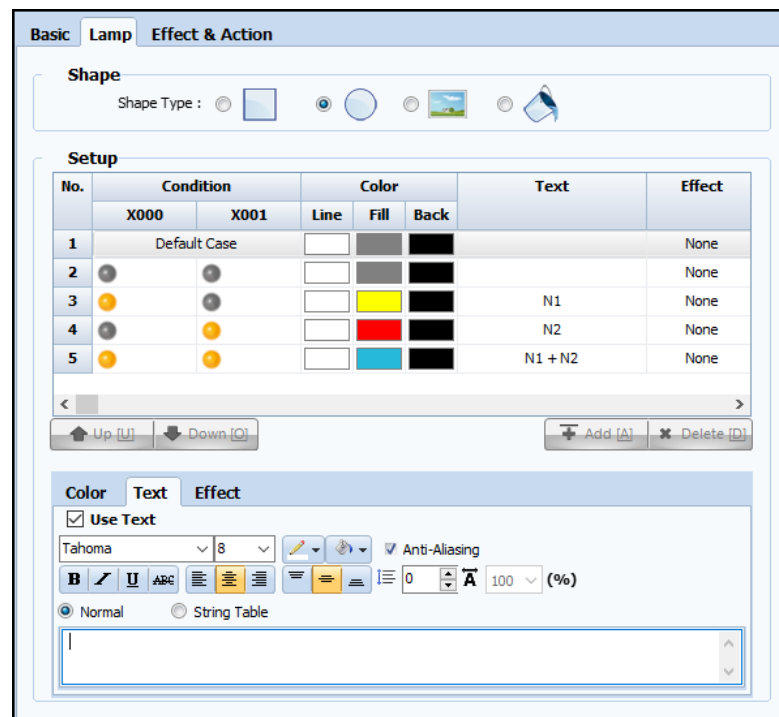 Basic Lamp Effect & Action
Shape
Shape Type :
Setup
No. Condition Color Text Effect
X000 X001 Line Fill Back
1 Default Case None
2 None
3 N1 None
4 N2 None
5 N1 + N2 None
Up [U] Down [O] Add [A] Delete [D]
Color Text Effect
Use Text
Tahoma 8 Anti-Aliasing
B I U ABC 0 A 100 (%)
Normal String Table